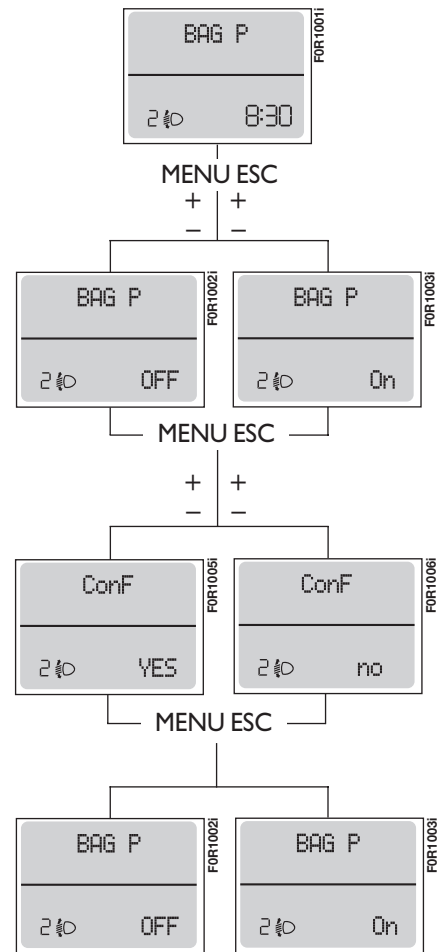 BAG P
F0R1001i
2 8:30
MENU ESC
+ +
– –
BAG P
F0R1002i
2 OFF
BAG P
F0R1003i
2 On
MENU ESC
+ +
– –
ConF
F0R1005i
2 YES
ConF
F0R1006i
2 no
MENU ESC
BAG P
F0R1002i
2 OFF
BAG P
F0R1003i
2 On